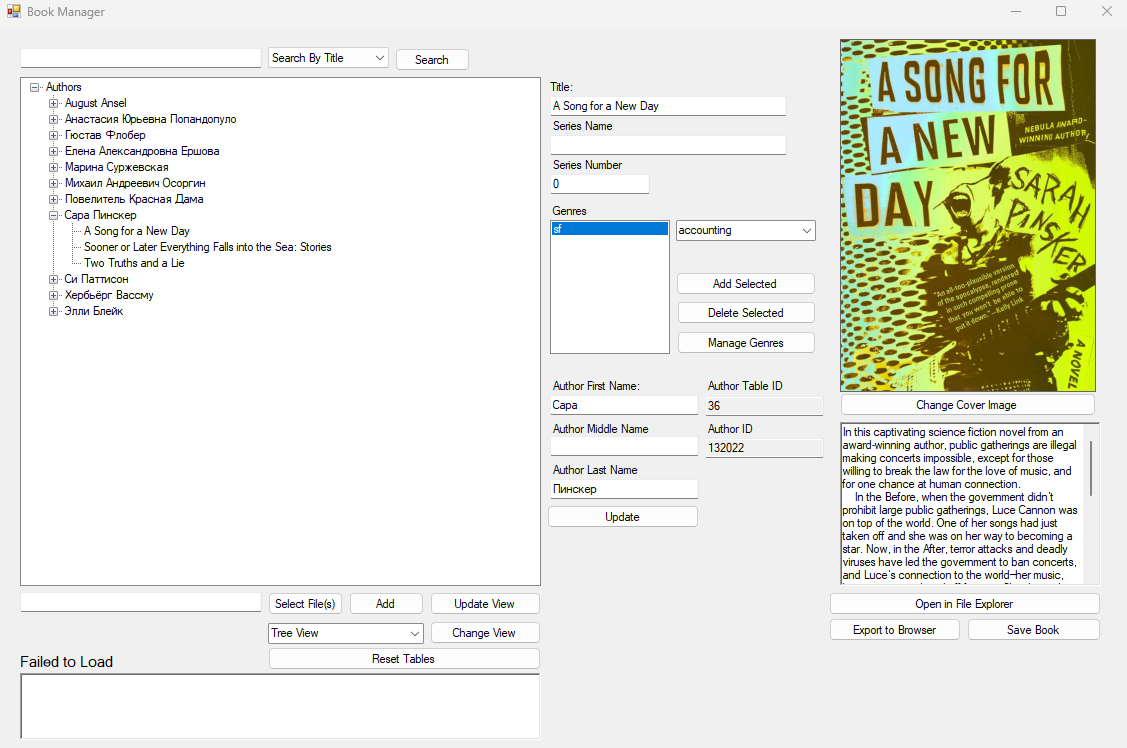 Book Manager
Search By Title
Search
Authors
August Ansel
Анастасия Юрьевна Попандопуло
Гюстав Флобер
Елена Александровна Ершова
Марина Суржевская
Михаил Андреевич Осоргин
Повелитель Красная Дама
Сара Пинскер
A Song for a New Day
Sooner or Later Everything Falls into the Sea: Stories
Two Truths and a Lie
Си Паттисон
Хербьёрг Вассму
Элли Блейк
Title:
A Song for a New Day
Series Name
Series Number
0
Genres
sf
accounting
Add Selected
Delete Selected
Manage Genres
Author First Name:
Author Table ID
Сара
36
Author Middle Name
Author ID
132022
Author Last Name
Пинскер
Update
A SONG FOR
A NEW
DAY
NEBULA AWARD-
WINNING AUTHOR
SARAH
PINSKER
"An all-too-plausible version
of the apocalypse, rendered
in such compelling prose
that you won't be able to
put it down."—Kelly Link
A NOVEL
Change Cover Image
In this captivating science fiction novel from an
award-winning author, public gatherings are illegal
making concerts impossible, except for those
willing to break the law for the love of music, and
for one chance at human connection.
In the Before, when the government didn't
prohibit large public gatherings, Luce Cannon was
on top of the world. One of her songs had just
taken off and she was on her way to becoming a
star. Now, in the After, terror attacks and deadly
viruses have led the government to ban concerts,
and Luce's connection to the world—her music,
Select File(s)
Add
Update View
Tree View
Change View
Reset Tables
Failed to Load
Open in File Explorer
Export to Browser
Save Book